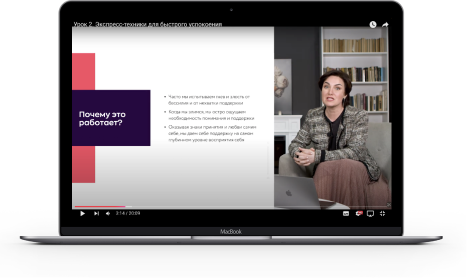 Урок 2. Экспресс-техники для быстрого успокоения
Почему это
работает?
• Часто мы испытываем гнев и злость от
бессилия и от нехватки поддержки
• Когда мы злимся, мы остро ощущаем
необходимость понимания и поддержки
• Оказывая знаки принятия и любви самим
себе, мы даем себе поддержку на самом
глубинном уровне восприятия себя
3:14 / 20:09
MacBook